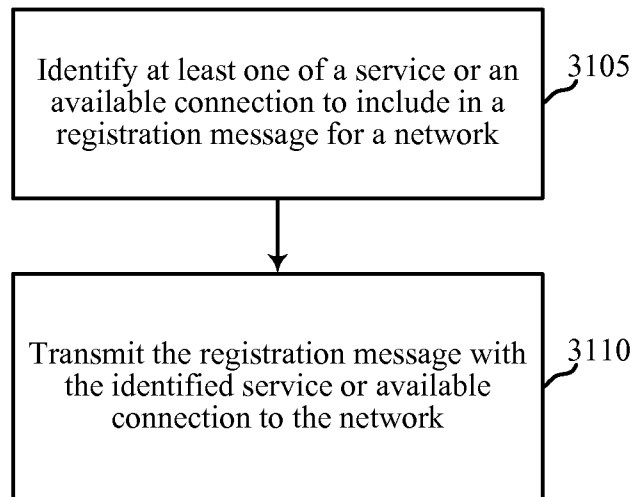 Identify at least one of a service or an
available connection to include in a
registration message for a network
3105
Transmit the registration message with
the identified service or available
connection to the network
3110